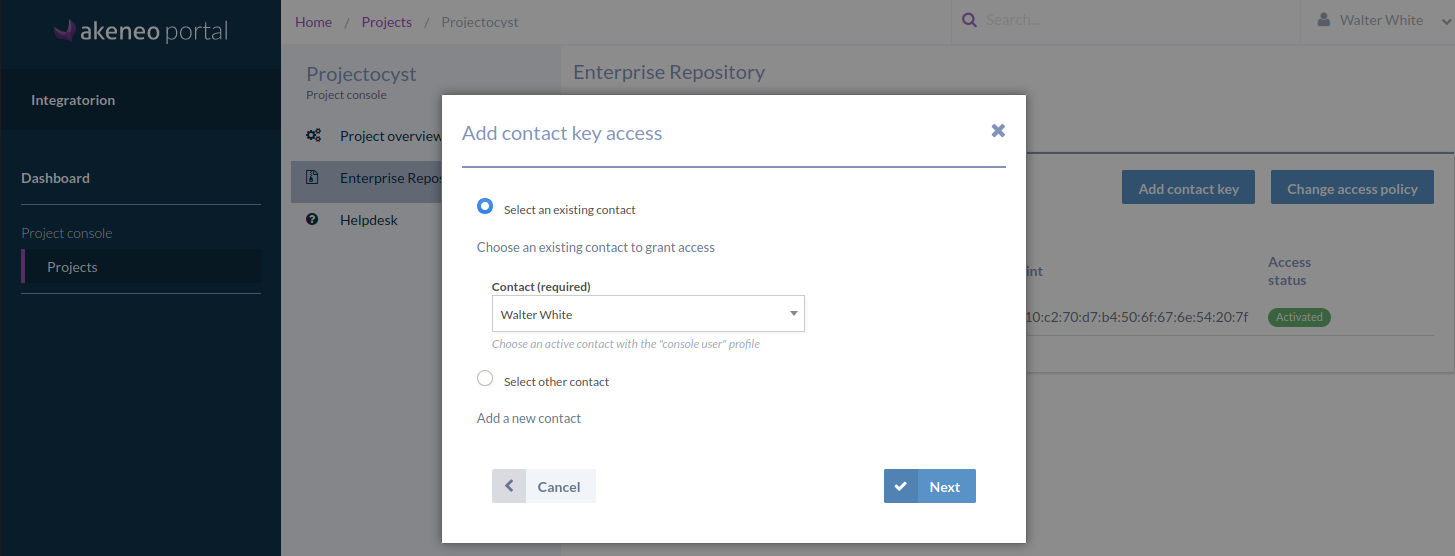 akeneo portal
Home / Projects / Projectocyst
Search...
Walter White
Integratorion
Dashboard
Project console
Projects
Projectocyst
Project console
Project overview
Enterprise Repos
Helpdesk
Enterprise Repository
Add contact key
Change access policy
int
Access
status
10:c2:70:d7:b4:50:6f:67:6e:54:20:7f
Activated
Add contact key access
Select an existing contact
Choose an existing contact to grant access
Contact (required)
Walter White
Choose an active contact with the "console user" profile
Select other contact
Add a new contact
Cancel
Next